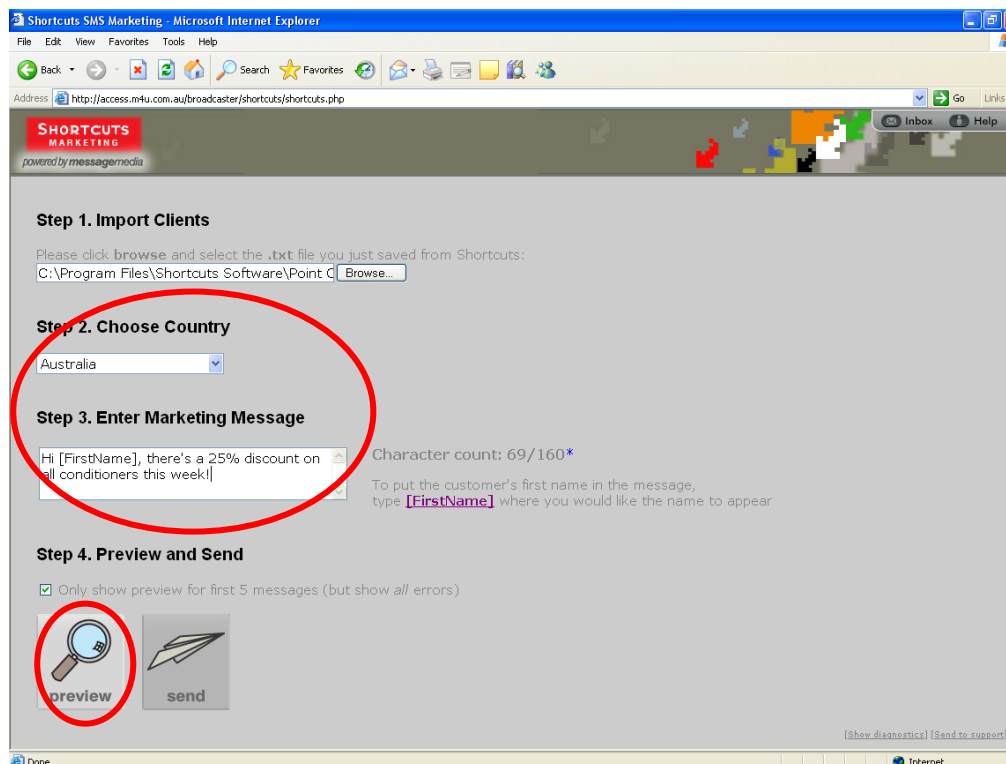 Shortcuts SMS Marketing - Microsoft Internet Explorer
File Edit View Favorites Tools Help
Back Search Favorites
Address http://access.m4u.com.au/broadcaster/shortcuts/shortcuts.php Go Links
SHORTCUTS
MARKETING
powered by messagemedia
Inbox Help
Step 1. Import Clients
Please click browse and select the .txt file you just saved from Shortcuts:
C:\Program Files\Shortcuts Software\Point Browse...
Step 2. Choose Country
Australia
Step 3. Enter Marketing Message
Hi [FirstName], there's a 25% discount on
all conditioners this week!
Character count: 69/160*
To put the customer's first name in the message,
type [FirstName] where you would like the name to appear
Step 4. Preview and Send
Only show preview for first 5 messages (but show all errors)
preview send
[Show diagnostics] [Send to support]
Done Internet